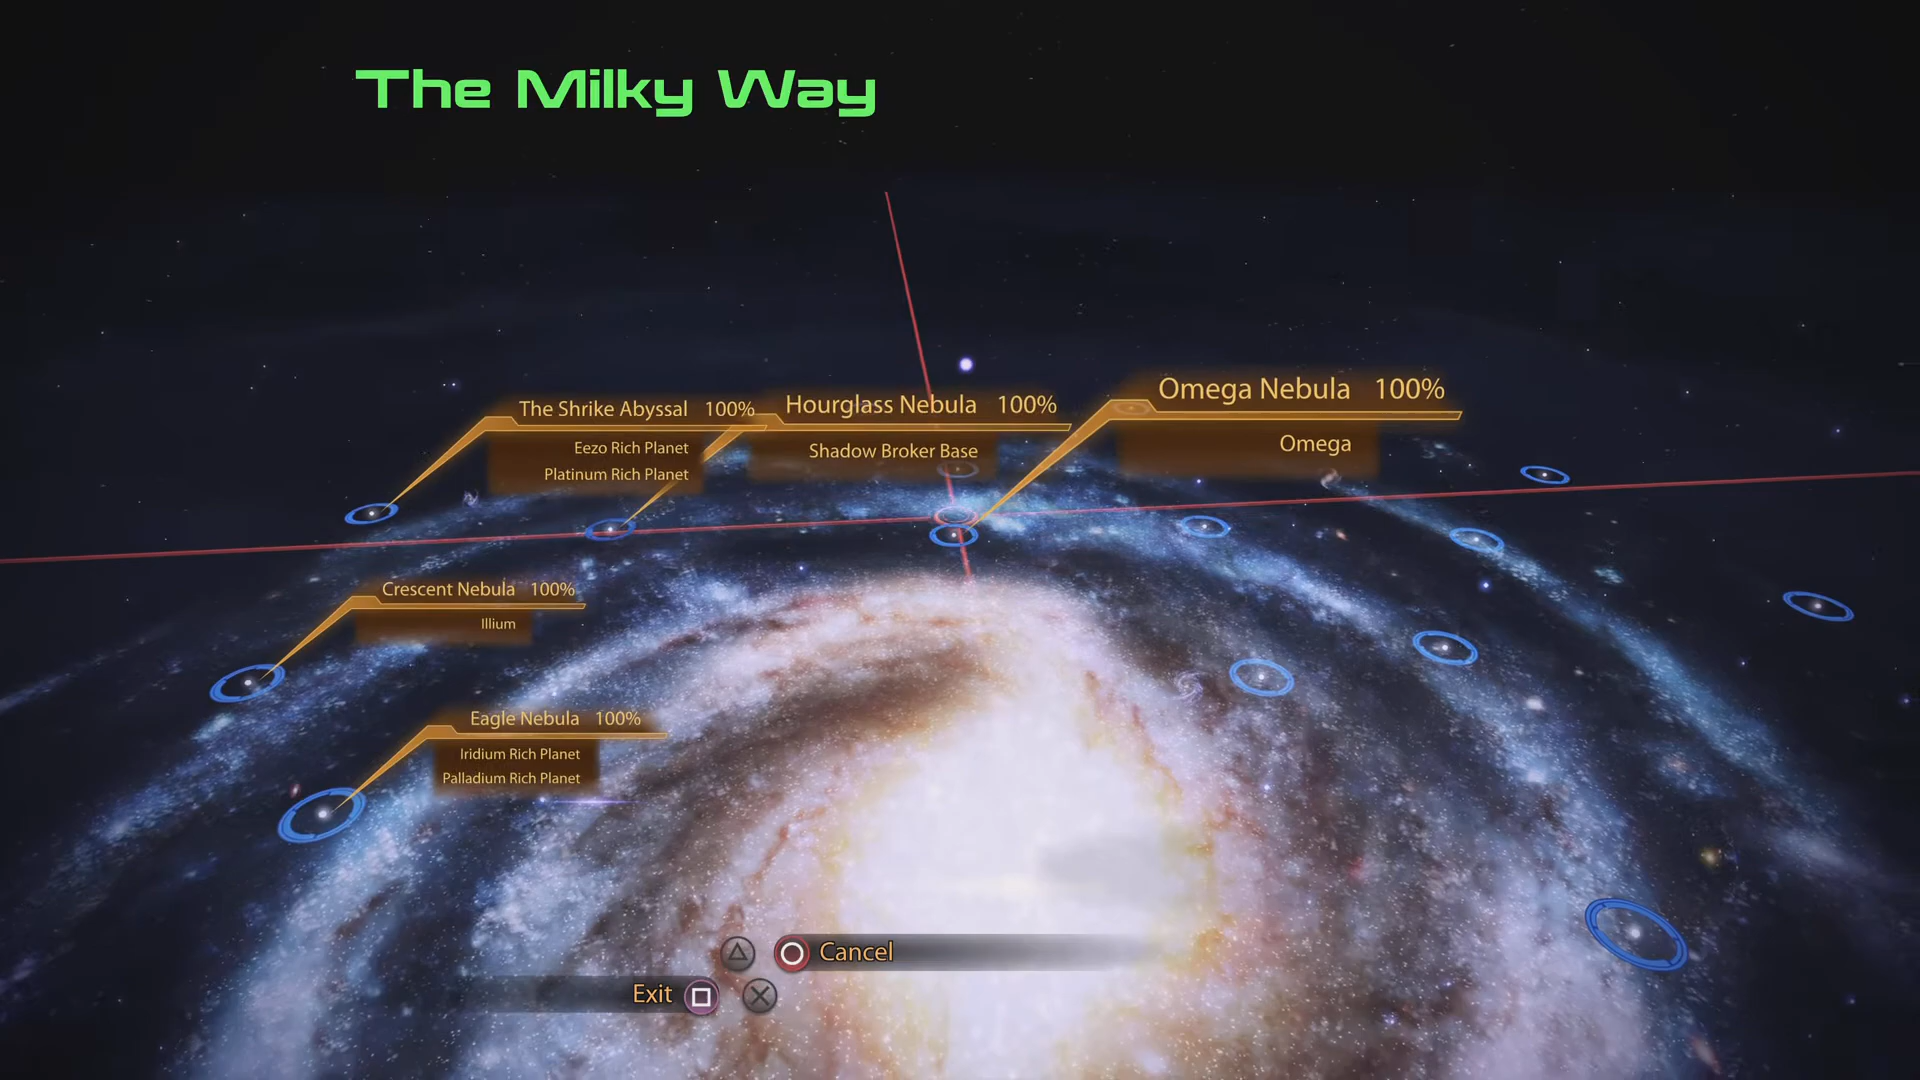 The Milky Way
Omega Nebula 100%
Omega
Hourglass Nebula 100%
Shadow Broker Base
The Shrike Abyssal 100%
Eezo Rich Planet
Platinum Rich Planet
Crescent Nebula 100%
Illium
Eagle Nebula 100%
Iridium Rich Planet
Palladium Rich Planet
Cancel
Exit